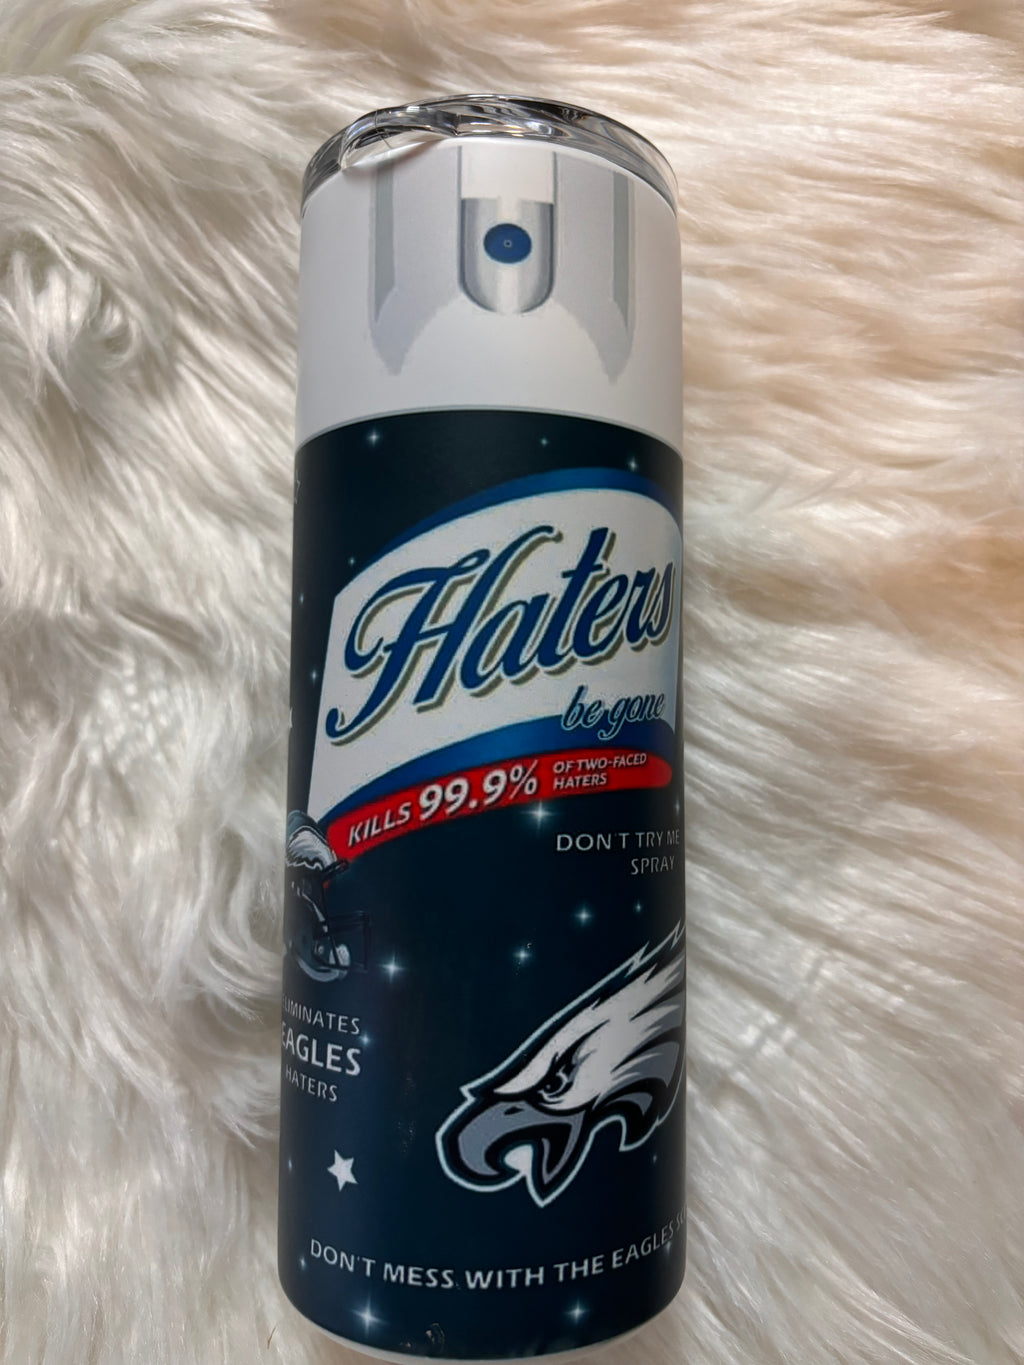 Haters
be gone
KILLS 99.9% OF TWO-FACED
HATERS
DON'T TRY ME
SPRAY
ELIMINATES
EAGLES
HATERS
DON'T MESS WITH THE EAGLES